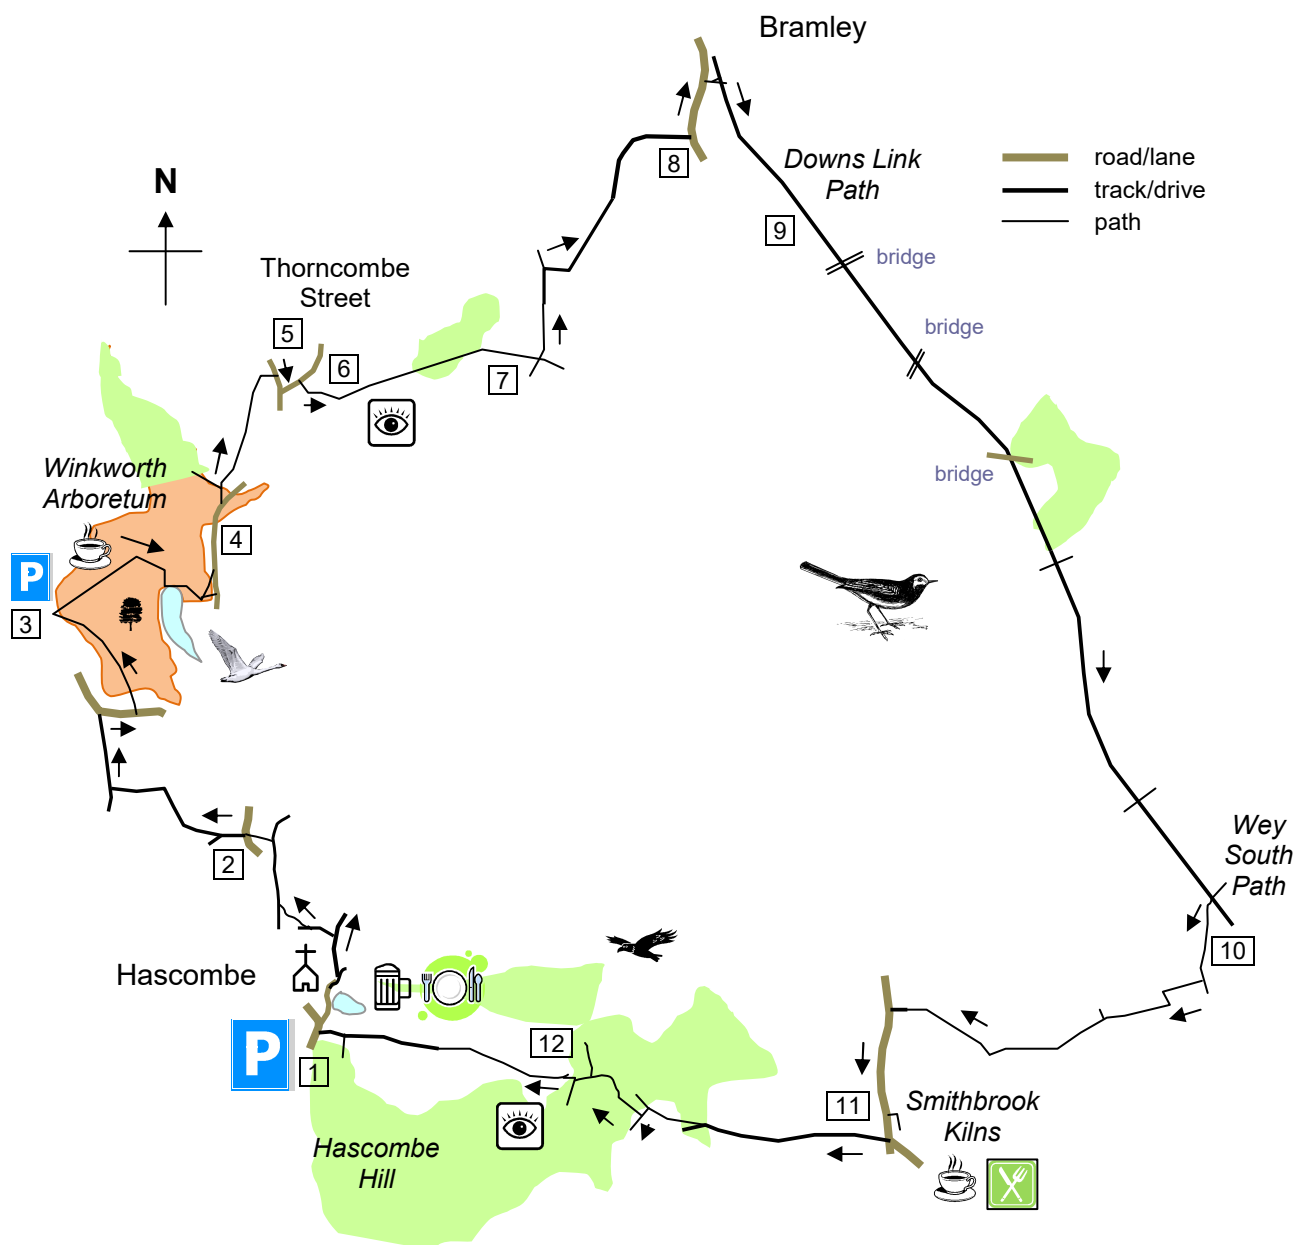 Bramley
Downs Link
Path
road/lane
track/drive
path
N
8
9
bridge
Thorncombe
Street
5
6
7
bridge
Winkworth
Arboretum
bridge
4
P
3
2
Wey
South
Path
10
Hascombe
P
1
12
11
Smithbrook
Kilns
Hascombe
Hill